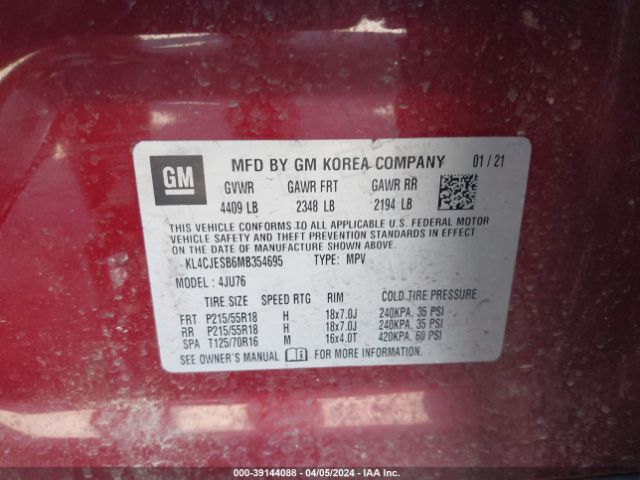 GM MFD BY GM KOREA COMPANY 01/21
GVWR GAWR FRT GAWR RR
4409 LB 2348 LB 2194 LB
THIS VEHICLE CONFORMS TO ALL APPLICABLE U.S. FEDERAL MOTOR
VEHICLE SAFETY AND THEFT PREVENTION STANDARDS IN EFFECT
ON THE DATE OF MANUFACTURE SHOWN ABOVE.
KL4CJESB6MB354695 TYPE: MPV
MODEL : 4JU76
TIRE SIZE SPEED RTG RIM COLD TIRE PRESSURE
FRT P215/55R18 H 18x7.0J 240KPA, 35 PSI
RR P215/55R18 H 18x7.0J 240KPA, 35 PSI
SPA T125/70R16 M 16x4.0T 420KPA, 60 PSI
SEE OWNER'S MANUAL FOR MORE INFORMATION.
000-39144088 - 04/05/2024 - IAA Inc.